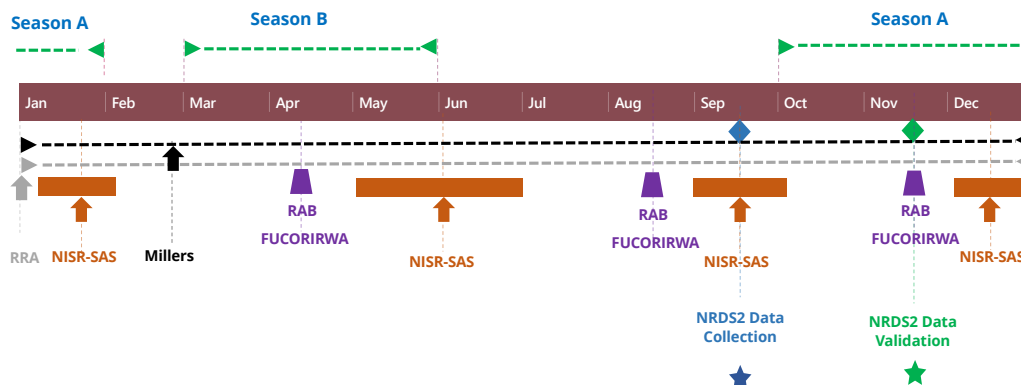 Season A
Season B
Season A
Jan Feb Mar Apr May Jun Jul Aug Sep Oct Nov Dec
RAB
FUCORIRWA
RAB
FUCORIRWA
RAB
FUCORIRWA
RRA
NISR-SAS
Millers
NISR-SAS
NISR-SAS
NISR-SAS
NRDS2 Data
Collection
NRDS2 Data
Validation